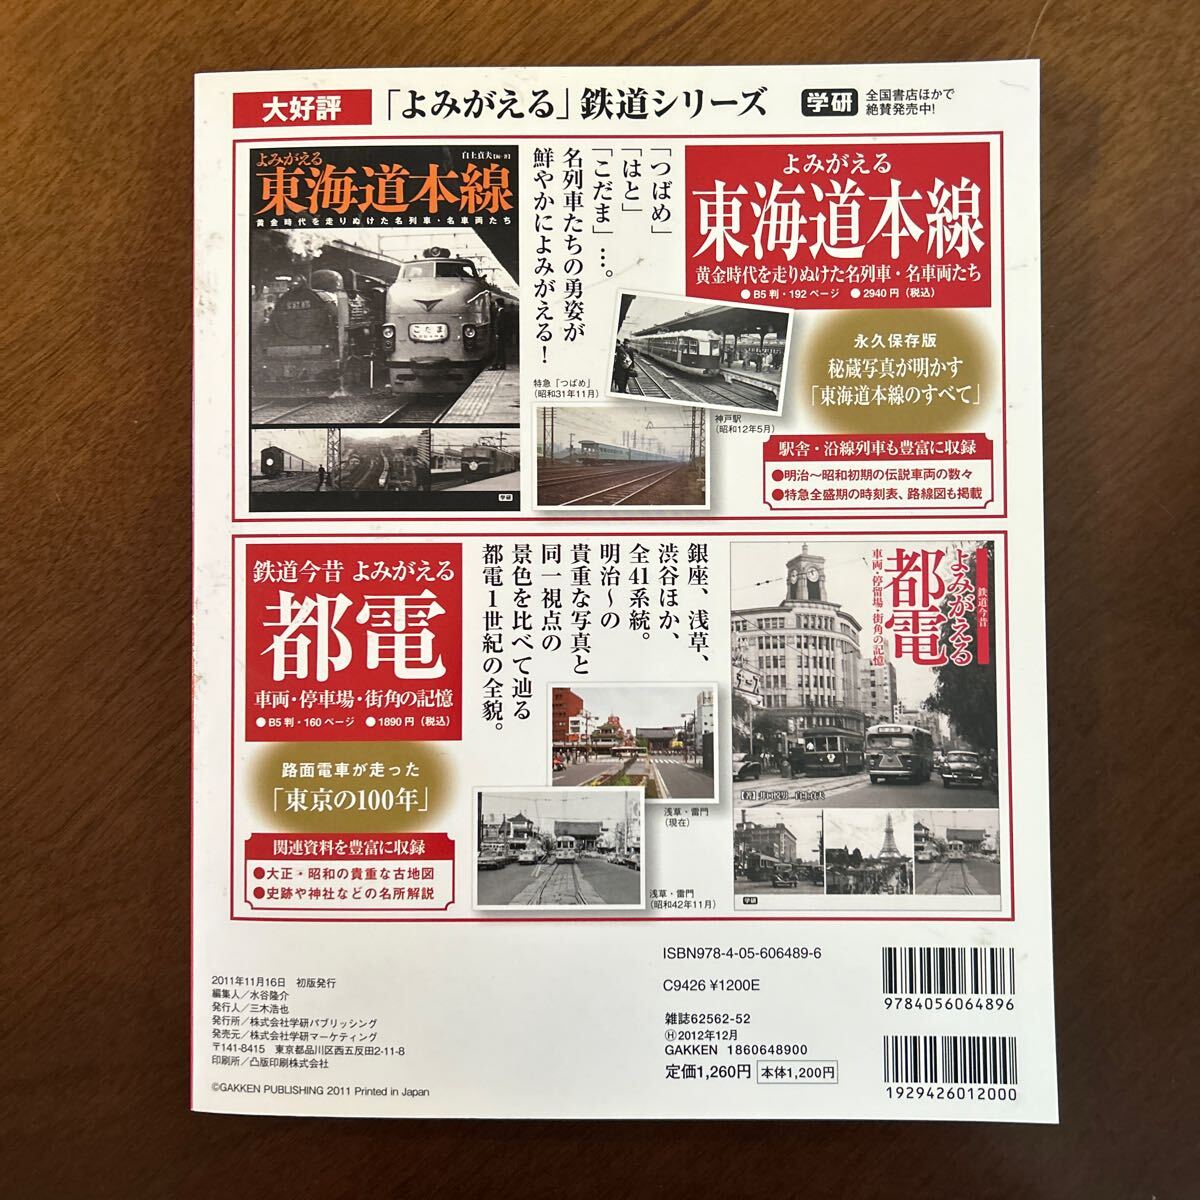 大好評
「よみがえる」鉄道シリーズ
学研
全国書店ほかで
絶賛発売中!
よみがえる
白土貞夫【編・著】
東海道本線
黄金時代を走りぬけた名列車・名車両たち
こだま
学研
「つばめ」
「はと」
「こだま」…。
名列車たちの勇姿が
鮮やかによみがえる!
よみがえる
東海道本線
黄金時代を走りぬけた名列車・名車両たち
●B5判・192ページ ●2940円(税込)
永久保存版
秘蔵写真が明かす
「東海道本線のすべて」
特急「つばめ」
(昭和31年11月)
神戸駅
(昭和12年5月)
駅舎・沿線列車も豊富に収録
●明治〜昭和初期の伝説車両の数々
●特急全盛期の時刻表、路線図も掲載
鉄道今昔 よみがえる
都電
車両・停車場・街角の記憶
●B5判・160ページ ●1890円(税込)
路面電車が走った
「東京の100年」
関連資料を豊富に収録
●大正・昭和の貴重な古地図
●史跡や神社などの名所解説
銀座、浅草、
渋谷ほか、
全41系統。
明治〜の
貴重な写真と
同一視点の
景色を比べて辿る
都電1世紀の全貌。
浅草・雷門
(現在)
浅草・雷門
(昭和42年11月)
鉄道今昔
よみがえる
都電
車両・停留場・街角の記憶
【著】井口悦男 白土貞夫
学研
2011年11月16日 初版発行
編集人/水谷隆介
発行人/三木浩也
発行所/株式会社学研パブリッシング
発売元/株式会社学研マーケティング
〒141-8415 東京都品川区西五反田2-11-8
印刷所/凸版印刷株式会社
©GAKKEN PUBLISHING 2011 Printed in Japan
ISBN978-4-05-606489-6
C9426 ¥1200E
雑誌62562-52
Ⓗ2012年12月
GAKKEN 1860648900
定価1,260円 本体1,200円
9784056064896
1929426012000